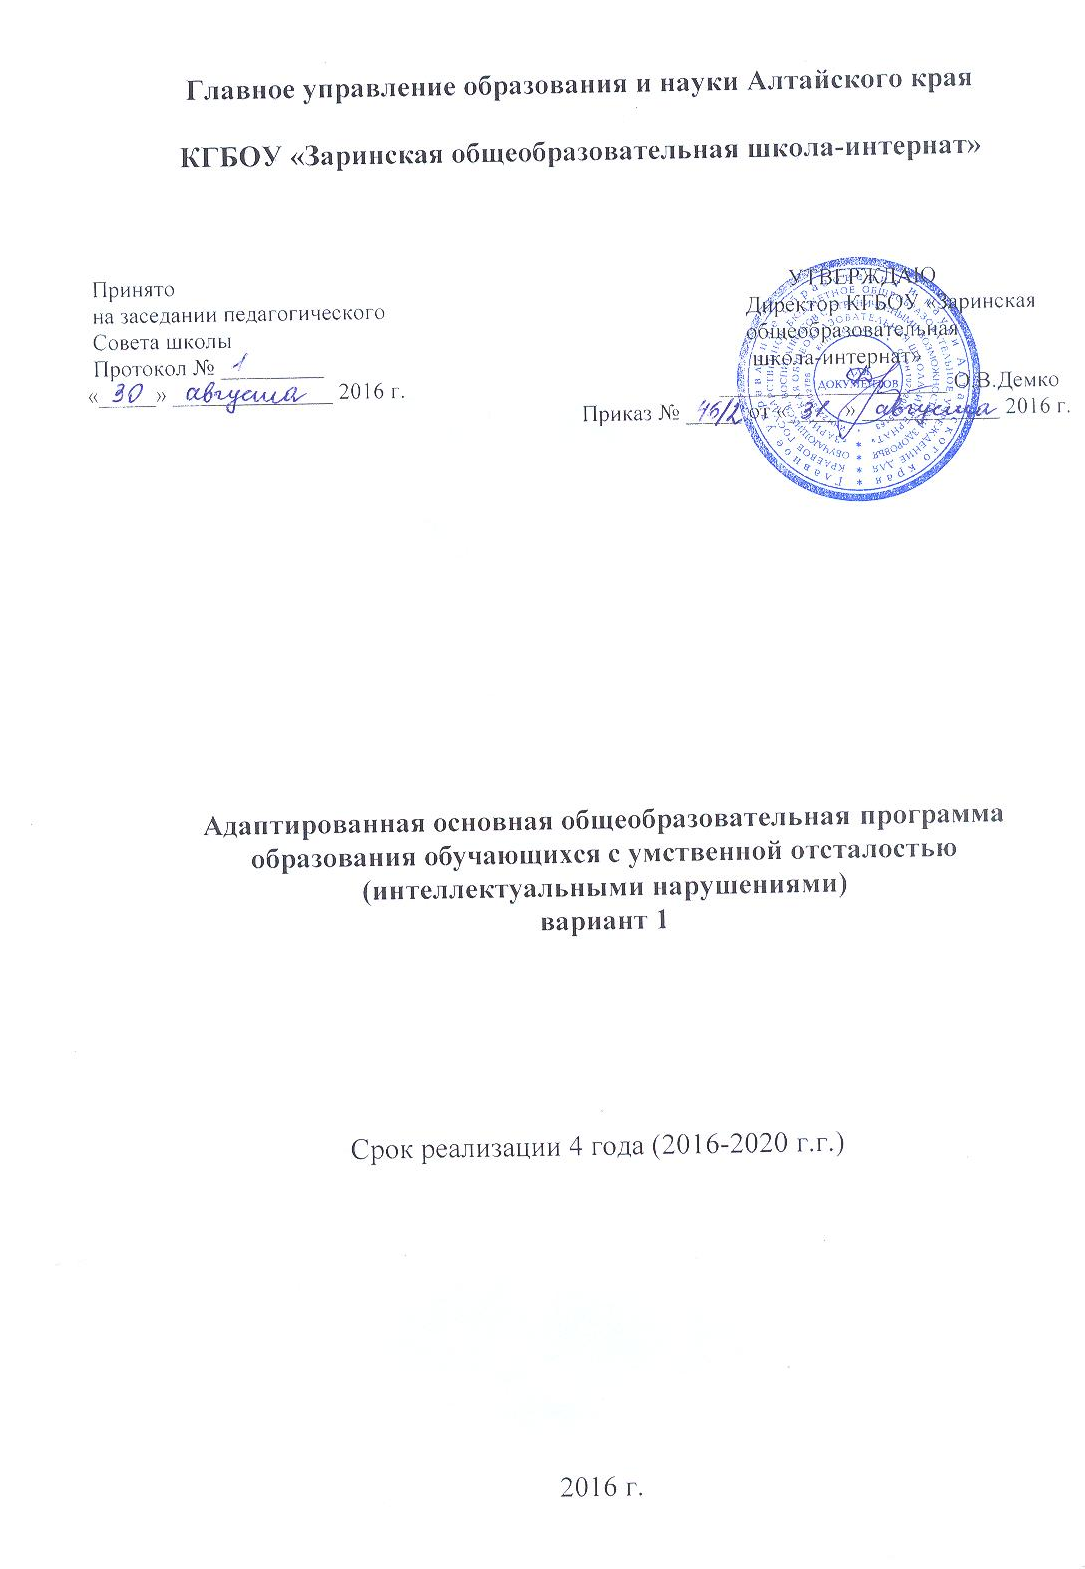 Главное управление образования и науки Алтайского края
КГБОУ «Заринская общеобразовательная школа-интернат»
Принято
на заседании педагогического
Совета школы
Протокол № 1
«30» августа 2016 г.
УТВЕРЖДАЮ
Директор КГБОУ «Заринская
общеобразовательная
школа-интернат»
О.В.Демко
Приказ № от «31» августа 2016 г.
ДЛЯ
ДОКУМЕНТОВ
Адаптированная основная общеобразовательная программа
образования обучающихся с умственной отсталостью
(интеллектуальными нарушениями)
вариант 1
Срок реализации 4 года (2016-2020 г.г.)
2016 г.